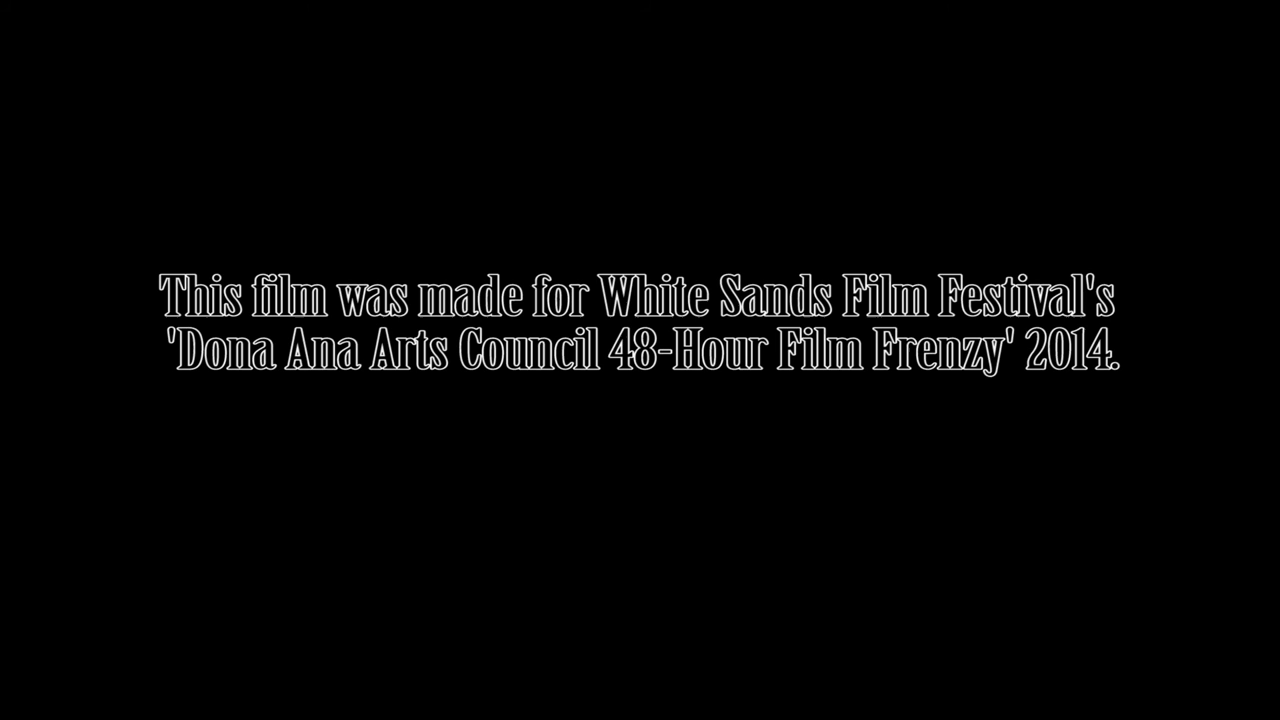 This film was made for White Sands Film Festival's
'Dona Ana Arts Council 48-Hour Film Frenzy' 2014.